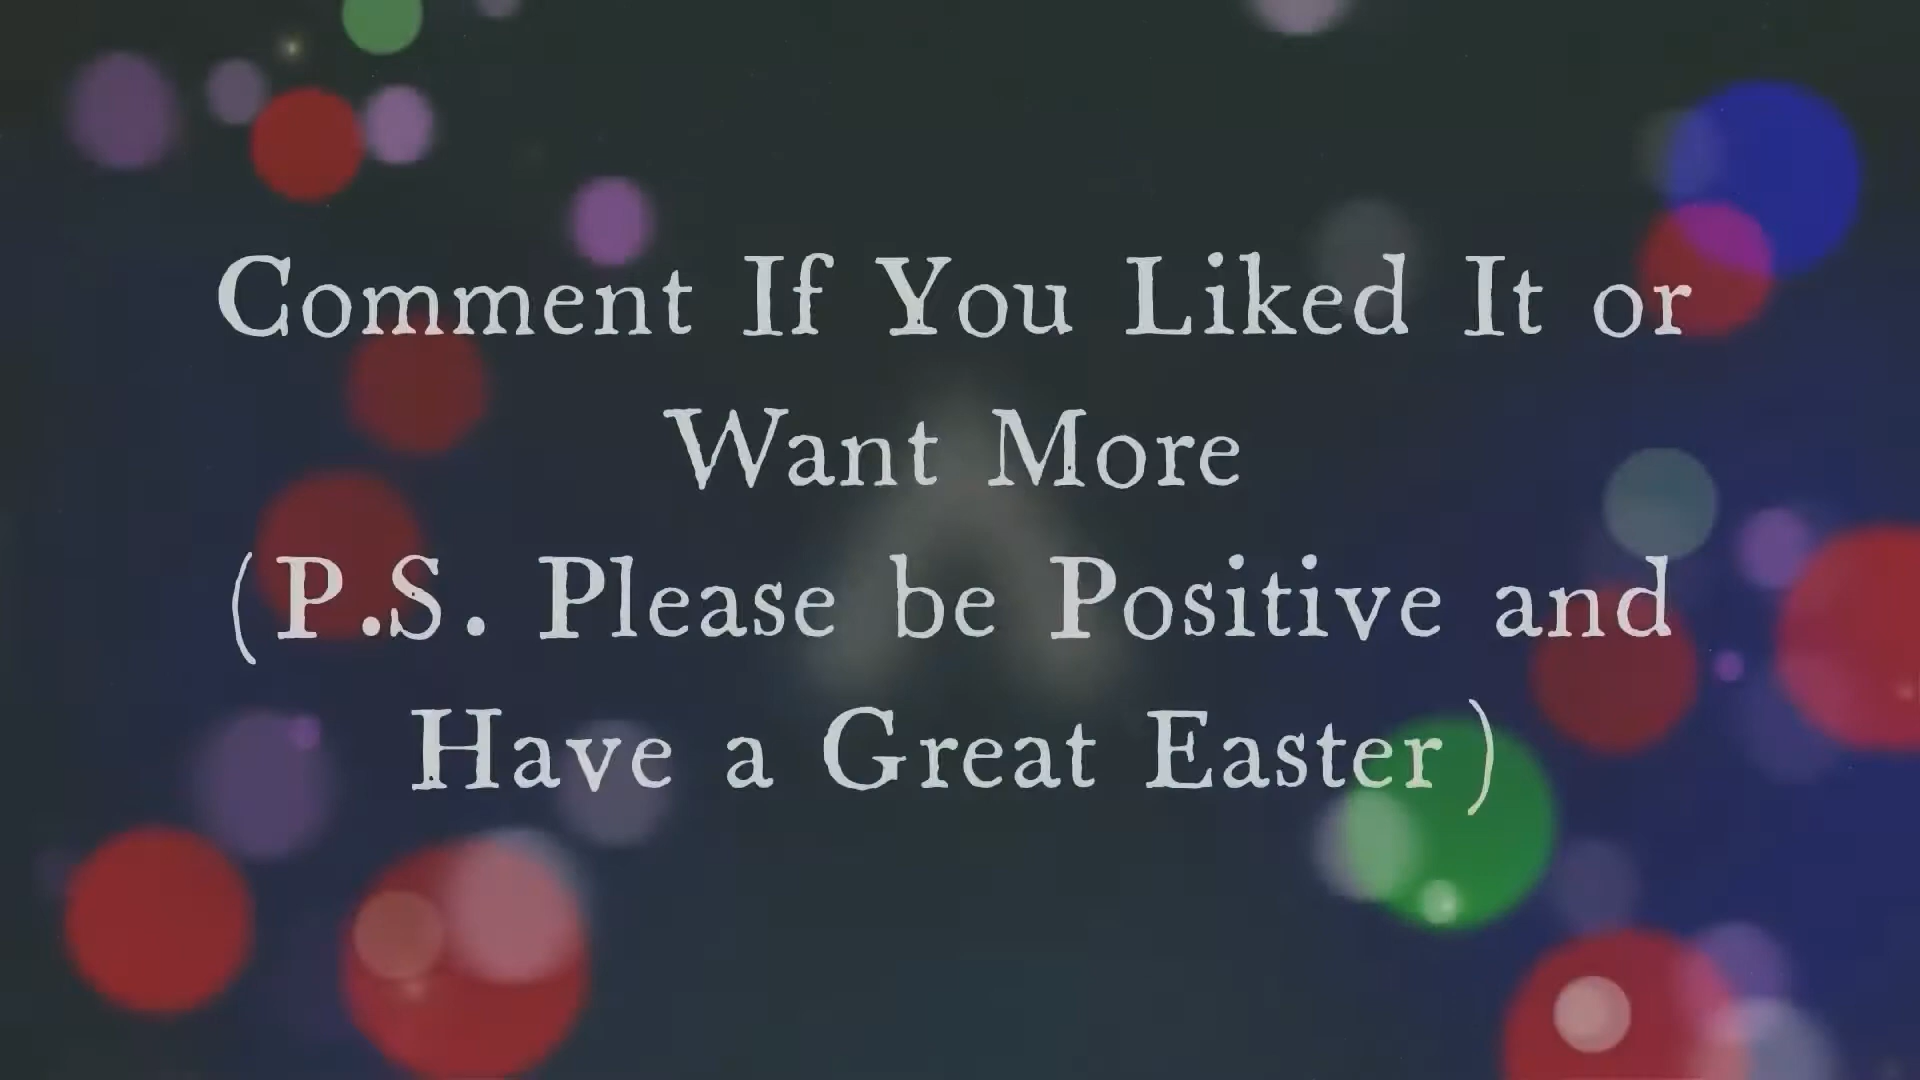 Comment If You Liked It or
Want More
(P.S. Please be Positive and
Have a Great Easter)